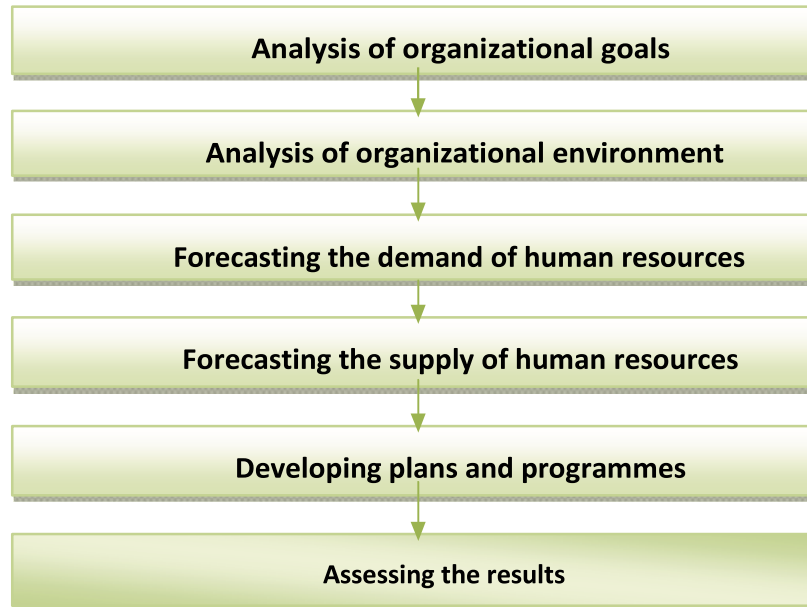 Analysis of organizational goals
Analysis of organizational environment
Forecasting the demand of human resources
Forecasting the supply of human resources
Developing plans and programmes
Assessing the results